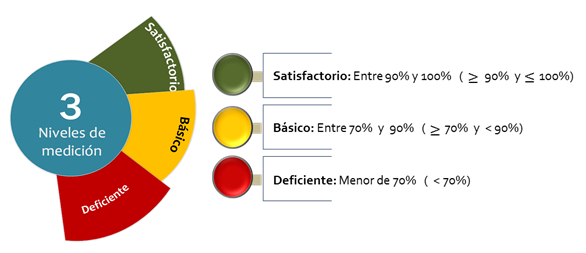 3
Niveles de
medición
Satisfactorio
Básico
Deficiente
Satisfactorio: Entre 90% y 100% ( ≥ 90% y ≤ 100%)
Básico: Entre 70% y 90% ( ≥ 70% y < 90%)
Deficiente: Menor de 70% ( < 70%)